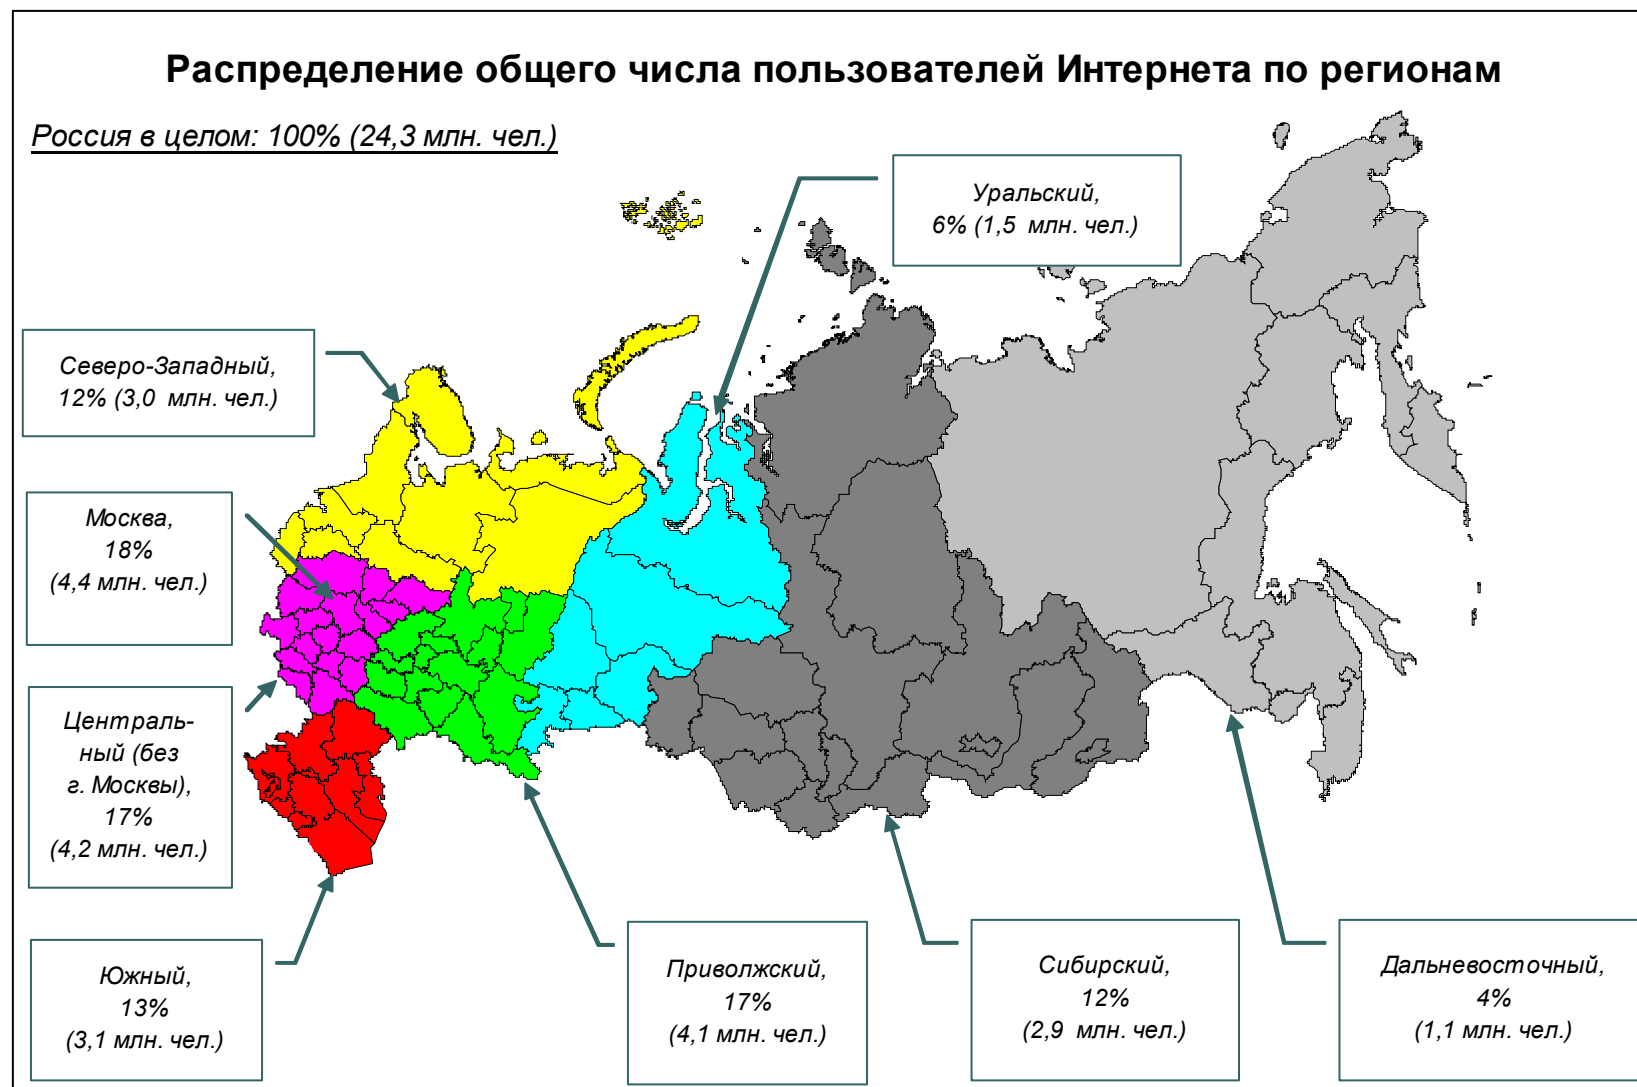 Распределение общего числа пользователей Интернета по регионам
Россия в целом: 100% (24,3 млн. чел.)
Уральский,
6% (1,5 млн. чел.)
Северо-Западный,
12% (3,0 млн. чел.)
Москва,
18%
(4,4 млн. чел.)
Централь-
ный (без
г. Москвы),
17%
(4,2 млн. чел.)
Южный,
13%
(3,1 млн. чел.)
Приволжский,
17%
(4,1 млн. чел.)
Сибирский,
12%
(2,9 млн. чел.)
Дальневосточный,
4%
(1,1 млн. чел.)